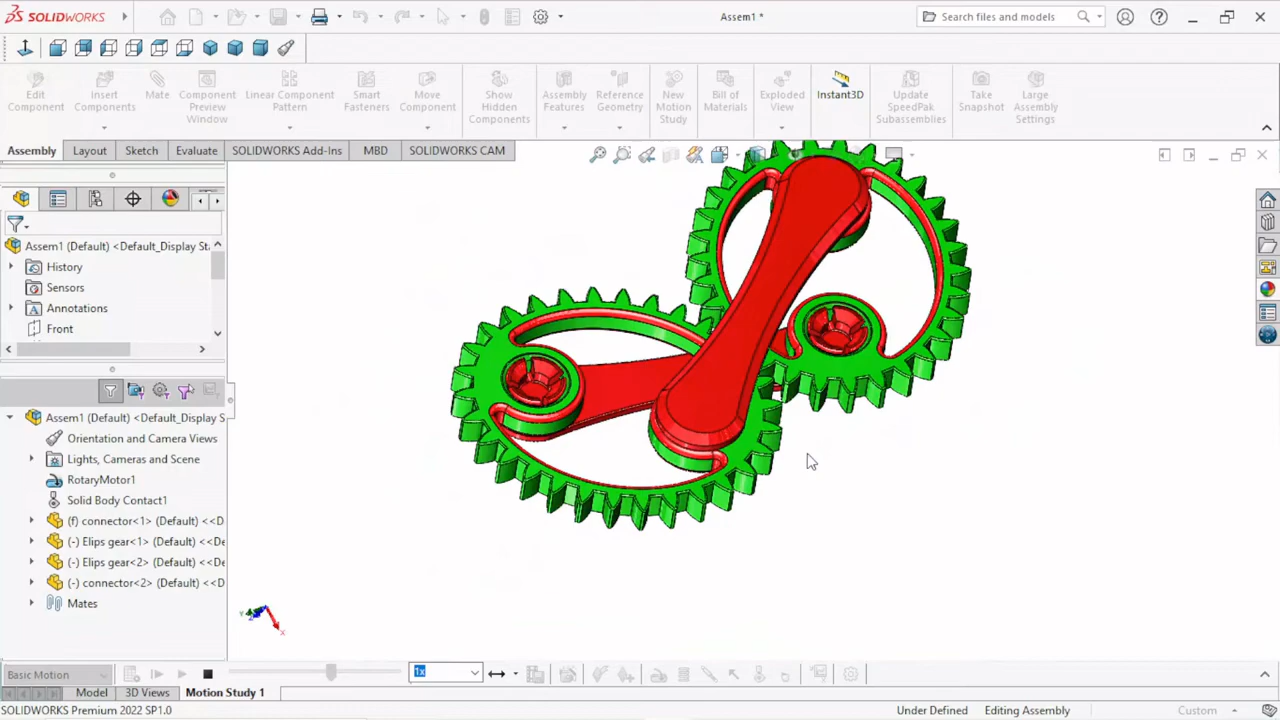 SOLIDWORKS
Assem1 *
Search files and models
Edit Component
Insert Components
Mate
Component Preview Window
Linear Component Pattern
Smart Fasteners
Move Component
Show Hidden Components
Assembly Features
Reference Geometry
New Motion Study
Bill of Materials
Exploded View
Instant3D
Update SpeedPak Subassemblies
Take Snapshot
Large Assembly Settings
Assembly
Layout
Sketch
Evaluate
SOLIDWORKS Add-Ins
MBD
SOLIDWORKS CAM
Assem1 (Default) <Default_Display Sta
History
Sensors
Annotations
Front
Assem1 (Default) <Default_Display S
Orientation and Camera Views
Lights, Cameras and Scene
RotaryMotor1
Solid Body Contact1
(f) connector<1> (Default) <<D
(-) Elips gear<1> (Default) <<De
(-) Elips gear<2> (Default) <<De
(-) connector<2> (Default) <<D
Mates
Y
Z
X
Basic Motion
1x
Model
3D Views
Motion Study 1
SOLIDWORKS Premium 2022 SP1.0
Under Defined
Editing Assembly
Custom